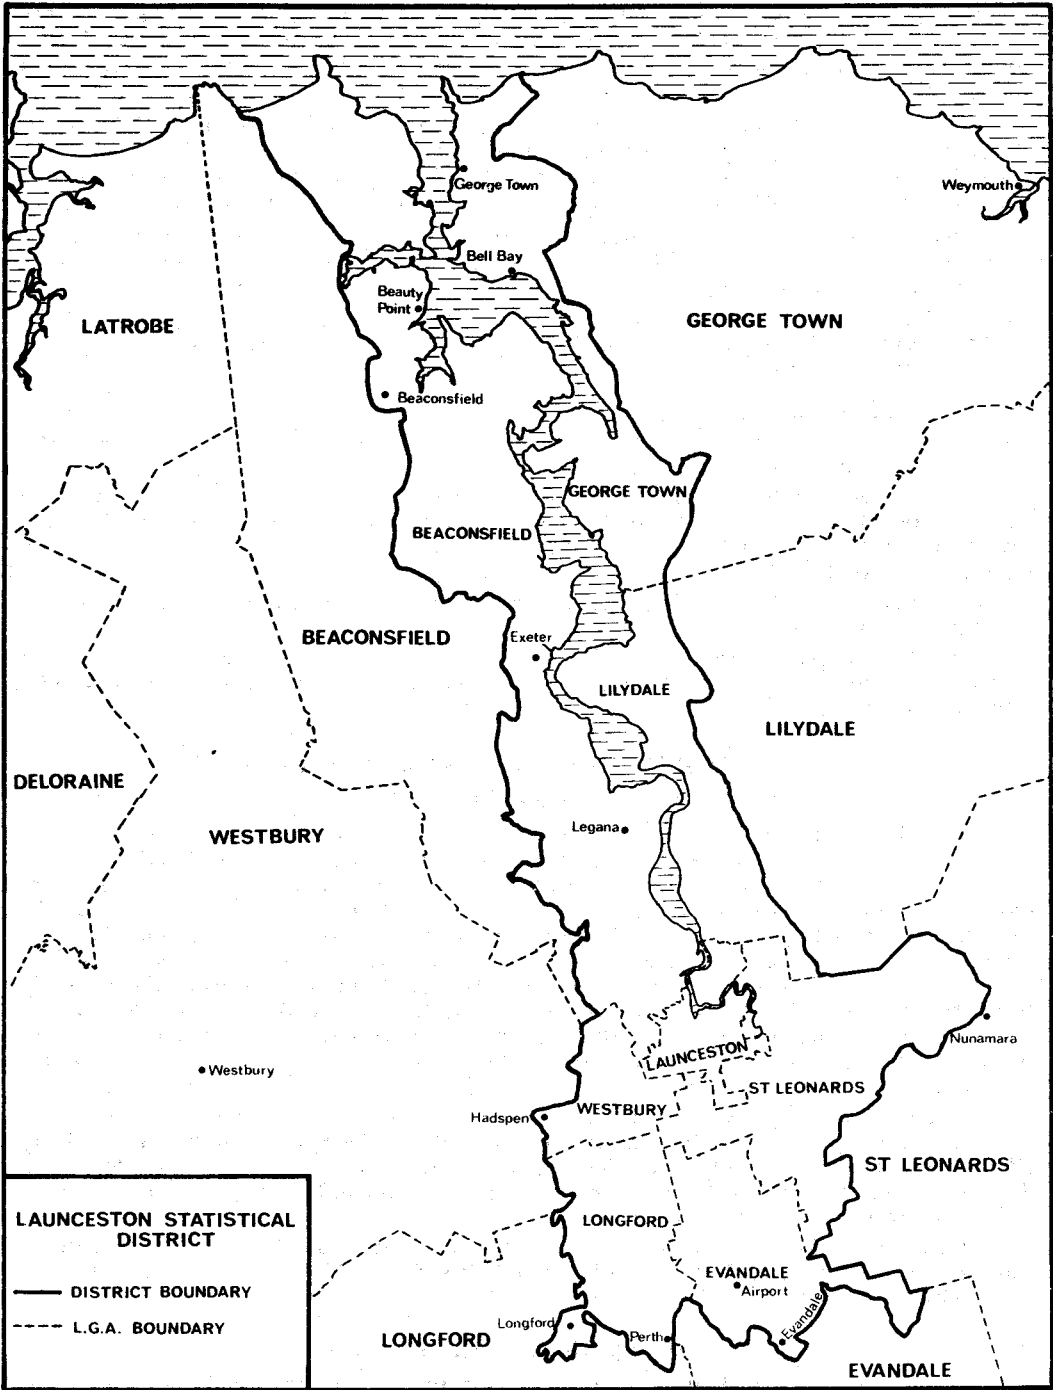 George Town
Weymouth
Bell Bay
Beauty
Point
LATROBE
GEORGE TOWN
Beaconsfield
GEORGE TOWN
BEACONSFIELD
BEACONSFIELD
Exeter
LILYDALE
LILYDALE
DELORAINE
WESTBURY
Legana
Nunamara
LAUNCESTON
Westbury
ST LEONARDS
WESTBURY
Hadspen
ST LEONARDS
LONGFORD
EVANDALE
Airport
Evandale
Longford
Perth
LONGFORD
EVANDALE
LAUNCESTON STATISTICAL
DISTRICT
DISTRICT BOUNDARY
L.G.A. BOUNDARY